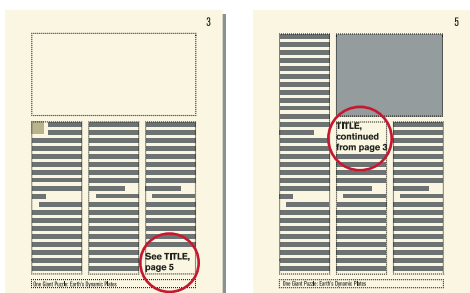 3
See TITLE,
page 5
One Giant Puzzle: Earth's Dynamic Plates
5
TITLE,
continued
from page 3
One Giant Puzzle: Earth's Dynamic Plates